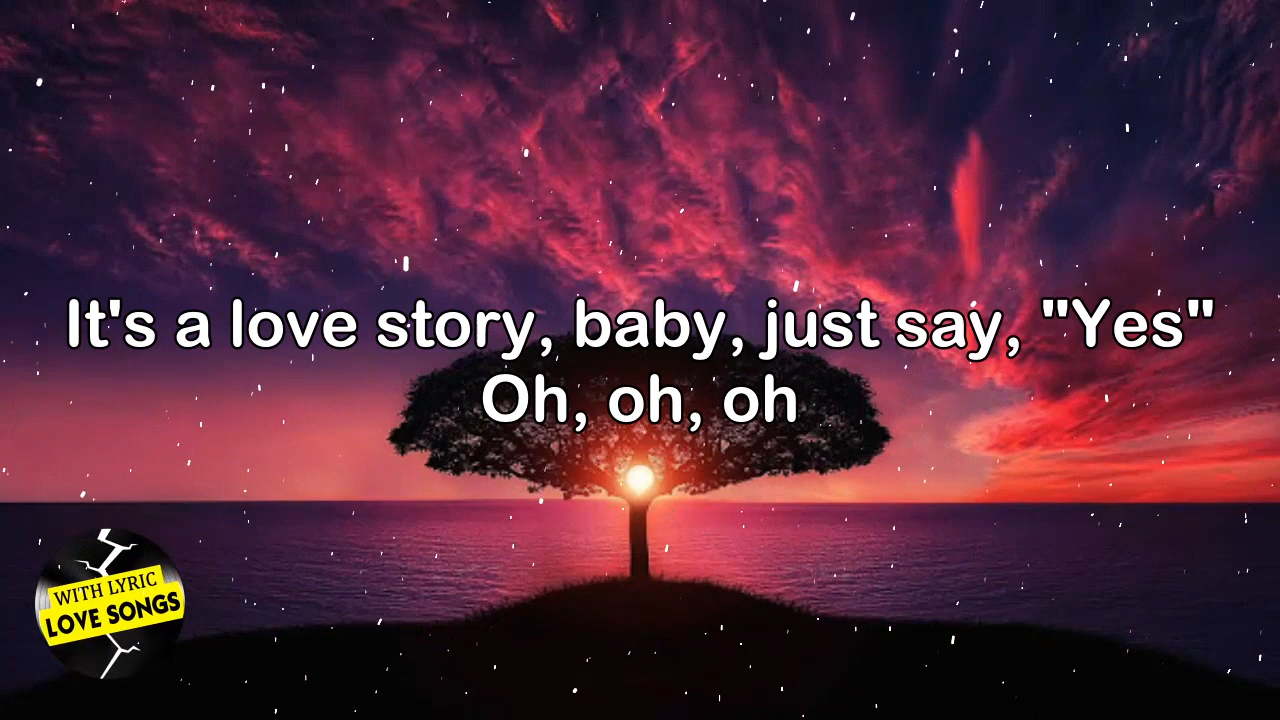 It's a love story, baby, just say, "Yes"
Oh, oh, oh
WITH LYRIC
LOVE SONGS